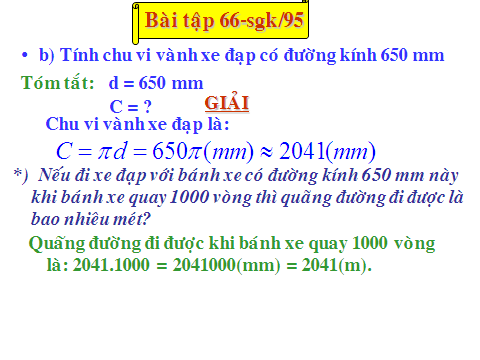 Bài tập 66-sgk/95
• b) Tính chu vi vành xe đạp có đường kính 650 mm
Tóm tắt: d = 650 mm
C = ?
GIẢI
Chu vi vành xe đạp là:
C = πd = 650π(mm) ≈ 2041(mm)
*) Nếu đi xe đạp với bánh xe có đường kính 650 mm này
khi bánh xe quay 1000 vòng thì quãng đường đi được là
bao nhiêu mét?
Quãng đường đi được khi bánh xe quay 1000 vòng
là: 2041.1000 = 2041000(mm) = 2041(m).